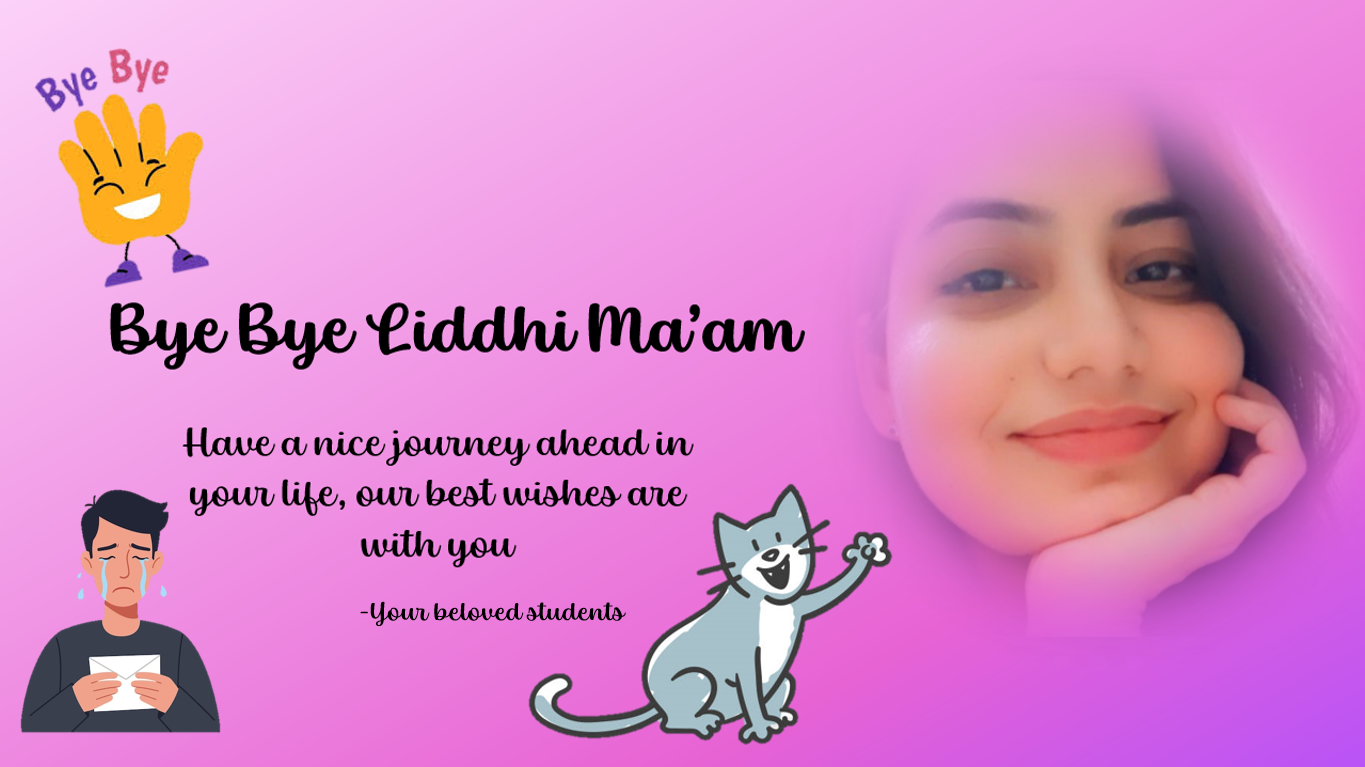 Bye Bye
Bye Bye Liddhi Ma'am
Have a nice journey ahead in
your life, our best wishes are
with you
-Your beloved students